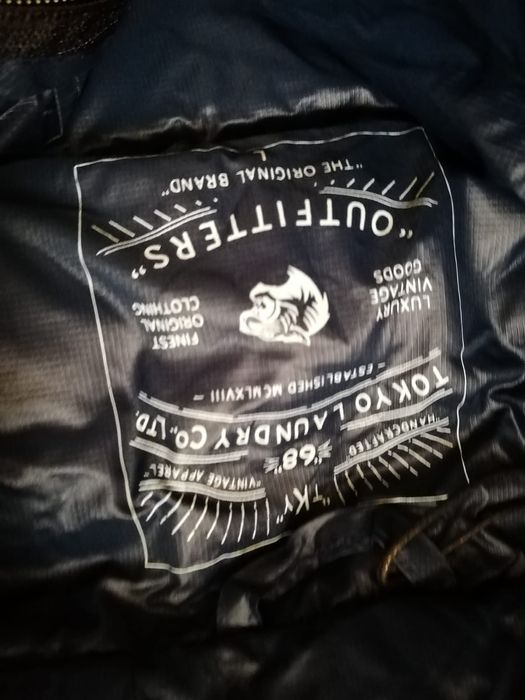 "TKY"
"HANDCRAFTED "68" "VINTAGE APPAREL"
TOKYO LAUNDRY CO., LTD.
= ESTABLISHED MCMLXVIII =
LUXURY
VINTAGE
GOODS
FINEST
ORIGINAL
CLOTHING
"OUTFITTERS"
"THE ORIGINAL BRAND"
L